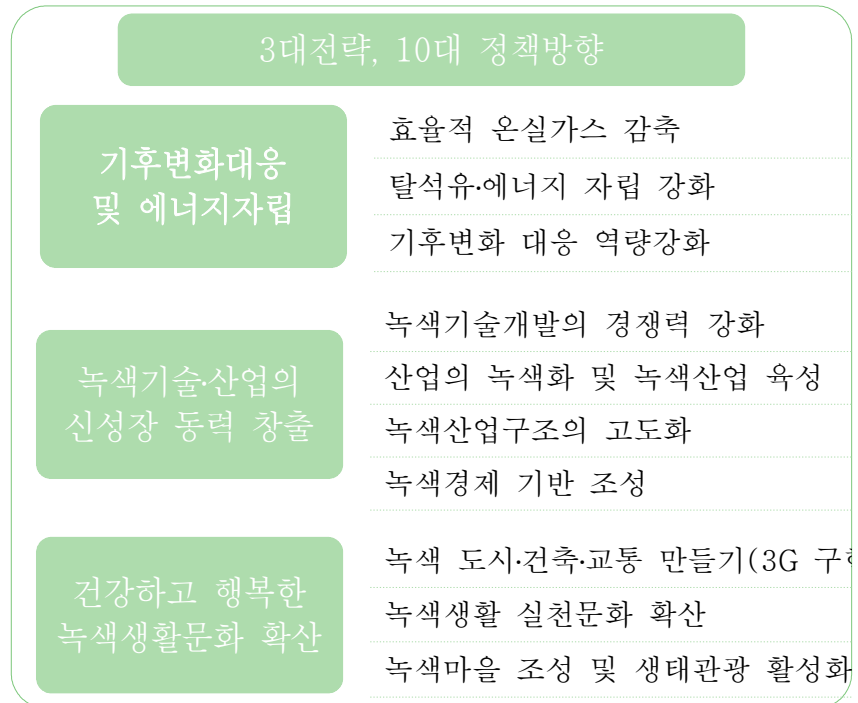 3대전략, 10대 정책방향
기후변화대응
및 에너지자립
효율적 온실가스 감축
탈석유·에너지 자립 강화
기후변화 대응 역량강화
녹색기술·산업의
신성장 동력 창출
녹색기술개발의 경쟁력 강화
산업의 녹색화 및 녹색산업 육성
녹색산업구조의 고도화
녹색경제 기반 조성
건강하고 행복한
녹색생활문화 확산
녹색 도시·건축·교통 만들기(3G
녹색생활 실천문화 확산
녹색마을 조성 및 생태관광 활성화